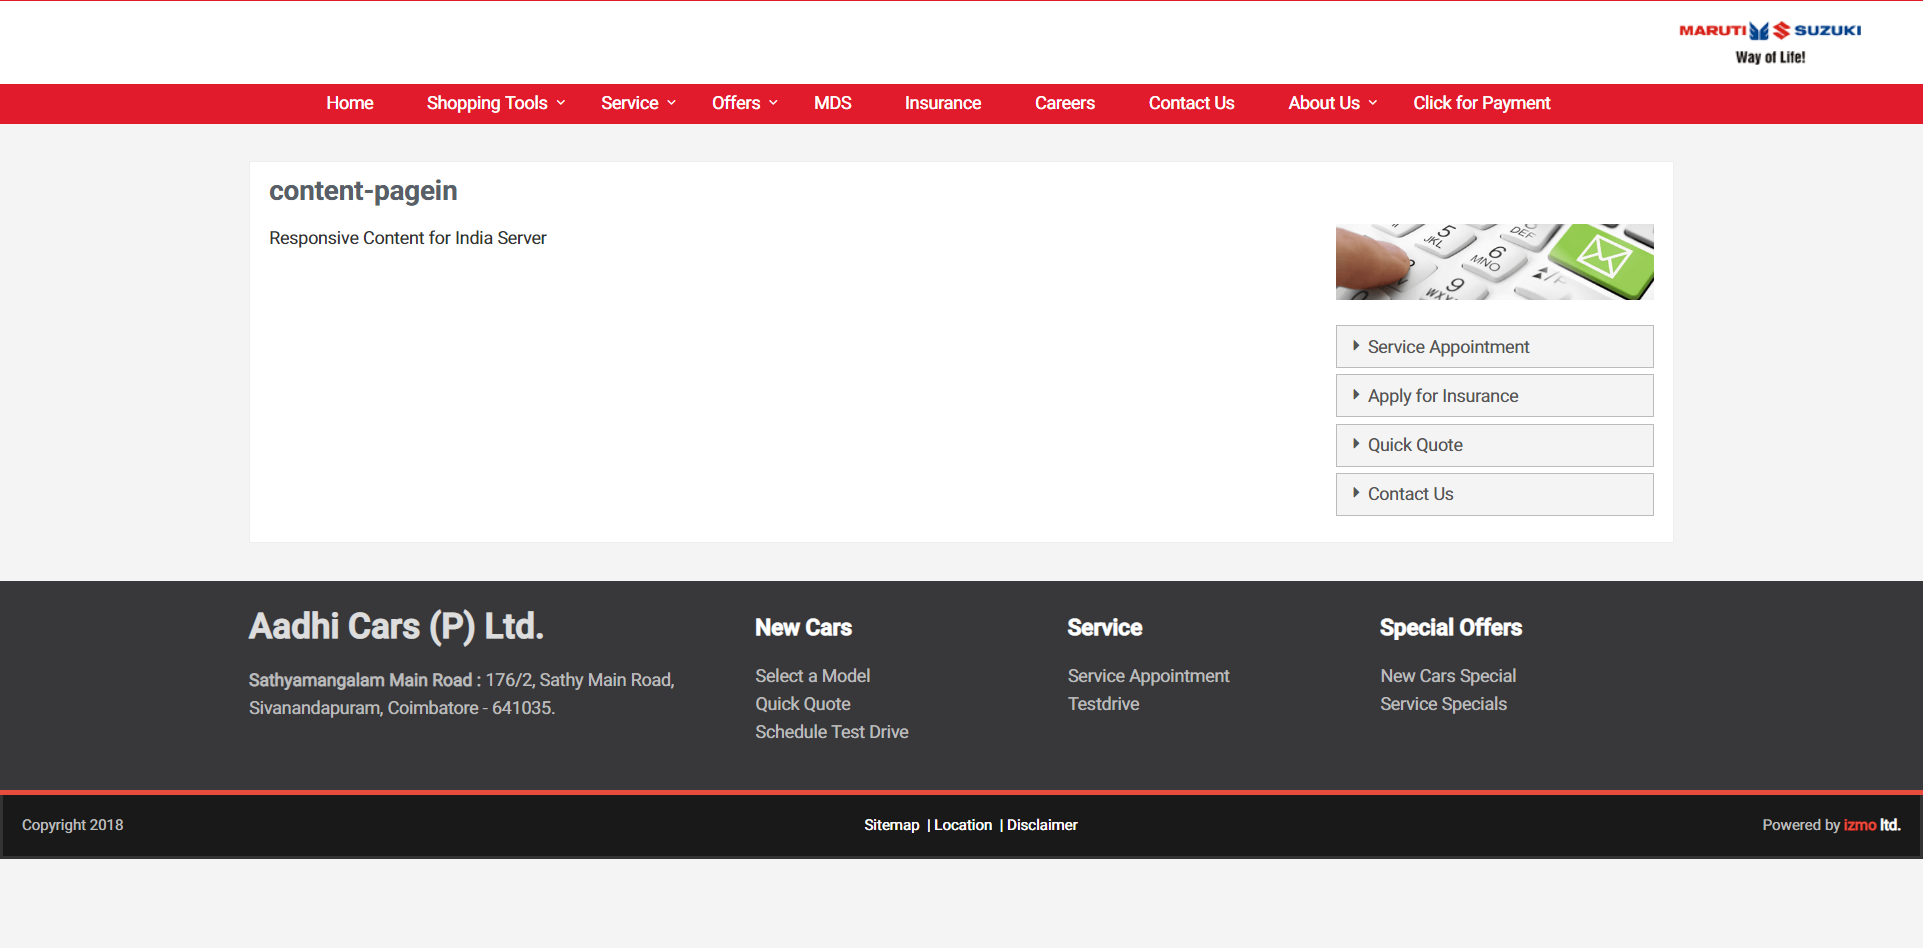 MARUTI SUZUKI
Way of Life!
Home Shopping Tools Service Offers MDS Insurance Careers Contact Us About Us Click for Payment
content-pagein
Responsive Content for India Server
5
JKL
DEF
6
MNO
9
WXY
0
Service Appointment
Apply for Insurance
Quick Quote
Contact Us
Aadhi Cars (P) Ltd.
Sathyamangalam Main Road : 176/2, Sathy Main Road,
Sivanandapuram, Coimbatore - 641035.
New Cars
Select a Model
Quick Quote
Schedule Test Drive
Service
Service Appointment
Testdrive
Special Offers
New Cars Special
Service Specials
Copyright 2018
Sitemap | Location | Disclaimer
Powered by izmo ltd.